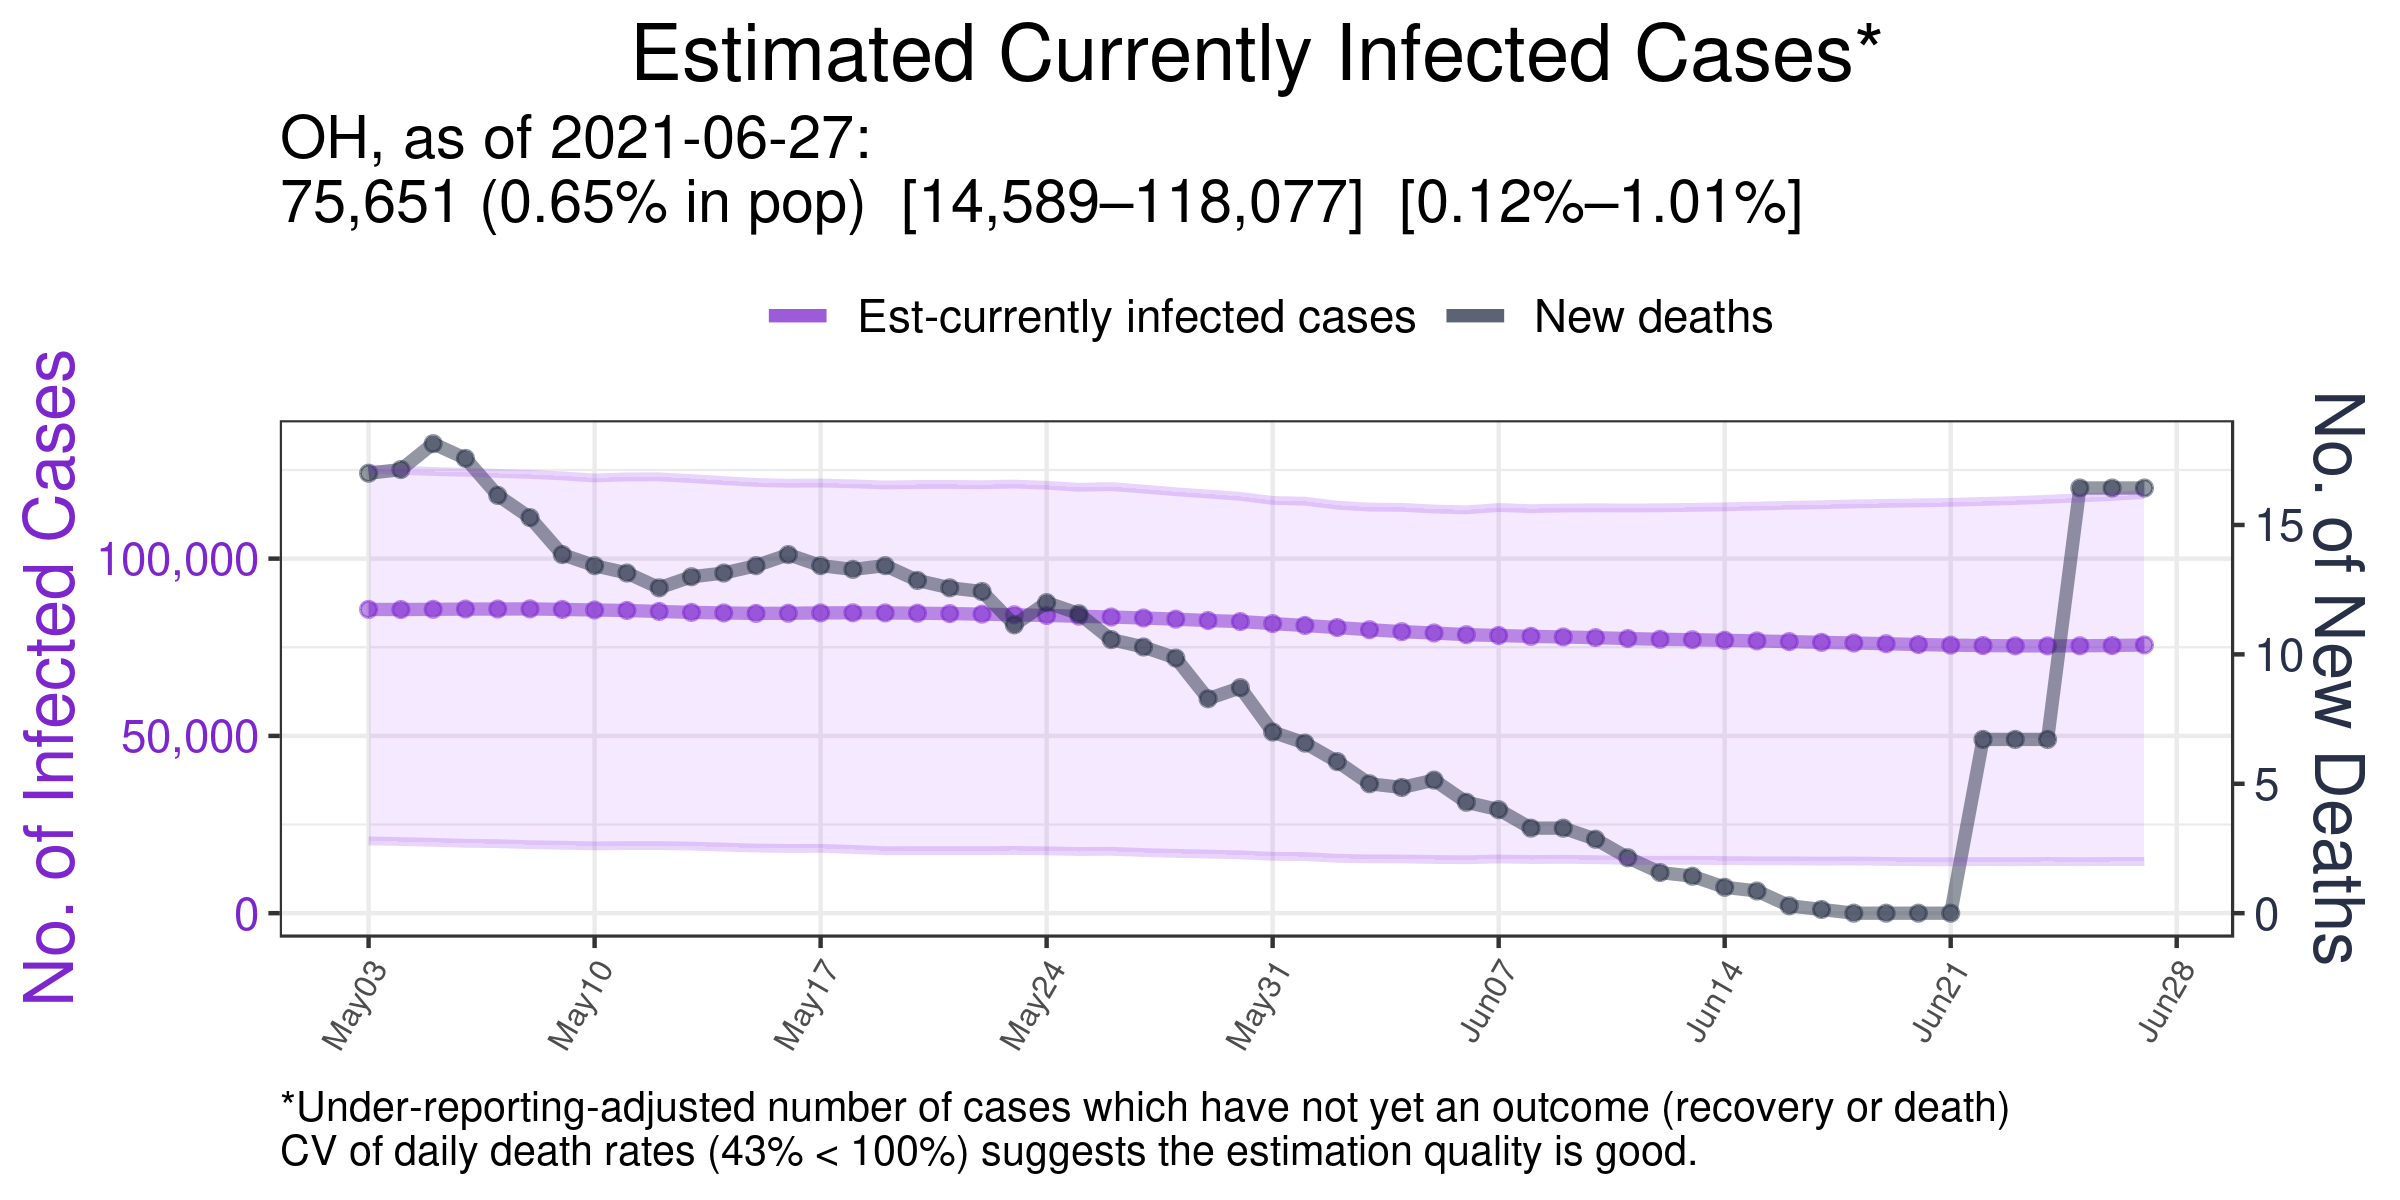 Estimated Currently Infected Cases*
OH, as of 2021-06-27:
75,651 (0.65% in pop)  [14,589–118,077]  [0.12%–1.01%]
Est-currently infected cases
New deaths
No. of Infected Cases
100,000
50,000
0
No. of New Deaths
15
10
5
0
May03
May10
May17
May24
May31
Jun07
Jun14
Jun21
Jun28
*Under-reporting-adjusted number of cases which have not yet an outcome (recovery or death)
CV of daily death rates (43% < 100%) suggests the estimation quality is good.